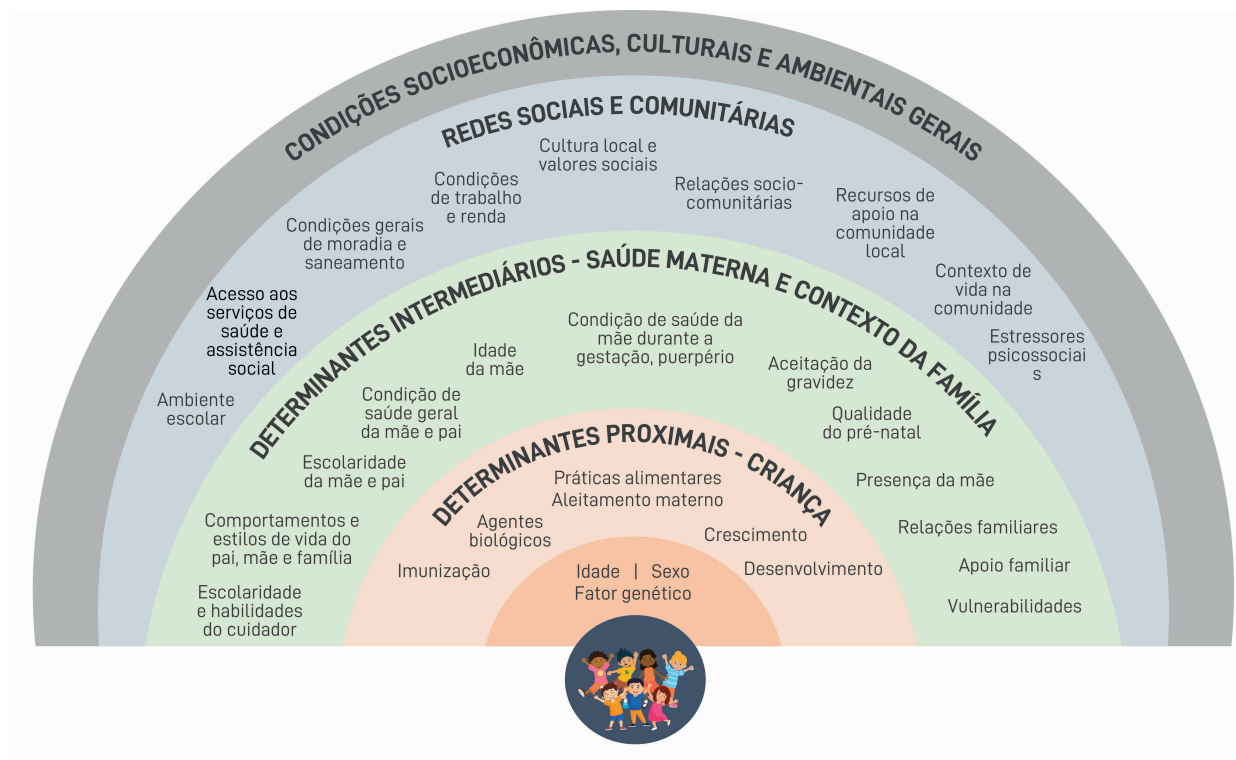 CONDIÇÕES SOCIOECONÔMICAS, CULTURAIS E AMBIENTAIS GERAIS
REDES SOCIAIS E COMUNITÁRIAS
Ambiente
escolar
Acesso aos
serviços de
saúde e
assistência
social
Condições gerais
de moradia e
saneamento
Condições
de trabalho
e renda
Cultura local e
valores sociais
Relações socio-
comunitárias
Recursos de
apoio na
comunidade
local
Contexto de
vida na
comunidade
Estressores
psicossociai
s
DETERMINANTES INTERMEDIÁRIOS - SAÚDE MATERNA E CONTEXTO DA FAMÍLIA
Escolaridade
e habilidades
do cuidador
Comportamentos e
estilos de vida do
pai, mãe e família
Escolaridade
da mãe e pai
Condição de
saúde geral
da mãe e pai
Idade
da mãe
Condição de saúde da
mãe durante a
gestação, puerpério
Aceitação da
gravidez
Qualidade
do pré-natal
Presença da mãe
Relações familiares
Apoio familiar
Vulnerabilidades
DETERMINANTES PROXIMAIS - CRIANÇA
Imunização
Agentes
biológicos
Práticas alimentares
Aleitamento materno
Crescimento
Desenvolvimento
Idade | Sexo
Fator genético